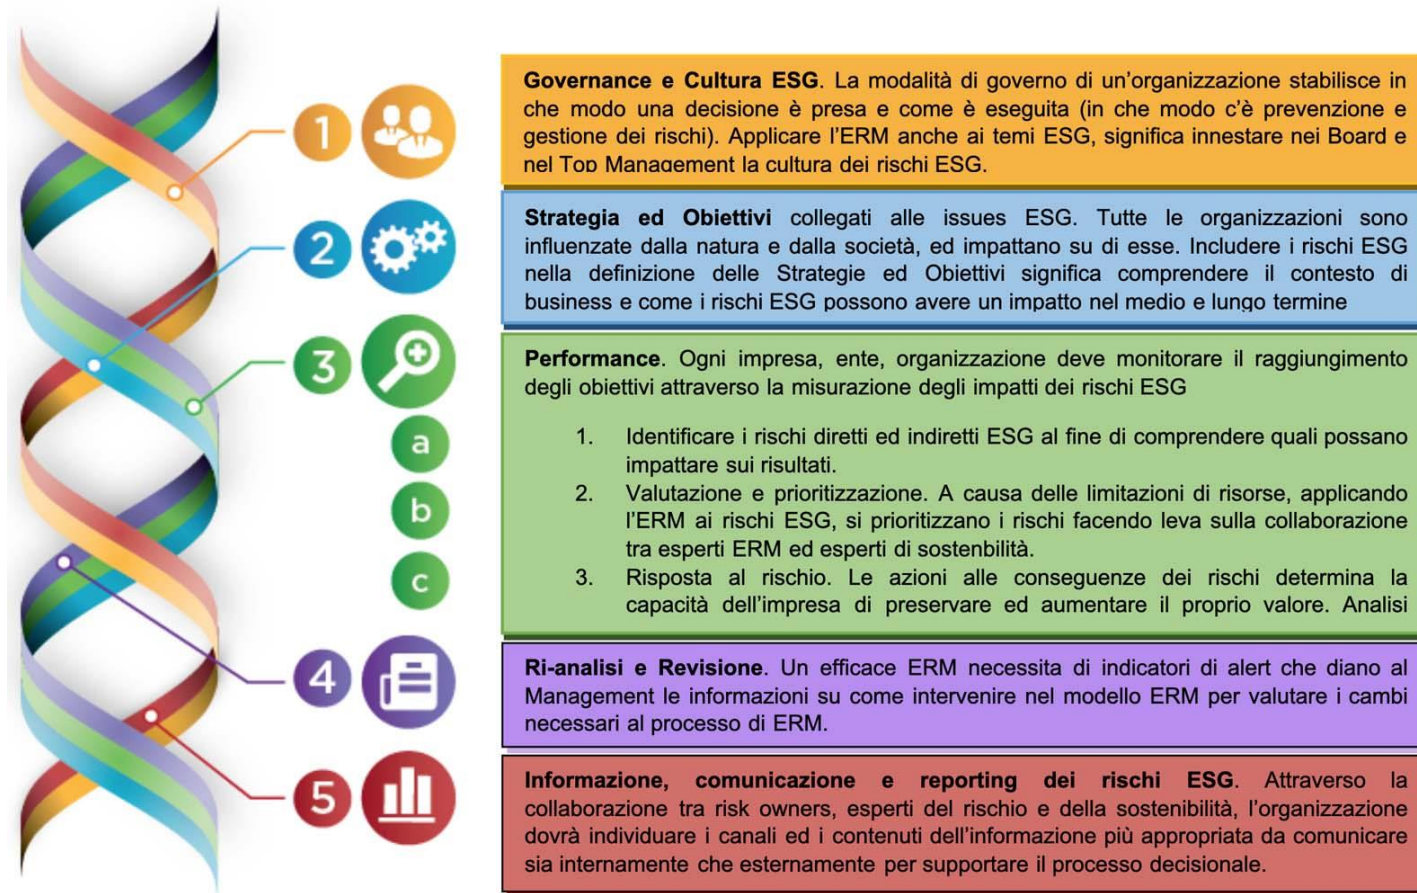 1
Governance e Cultura ESG. La modalità di governo di un'organizzazione stabilisce in
che modo una decisione è presa e come è eseguita (in che modo c'è prevenzione e
gestione dei rischi). Applicare l'ERM anche ai temi ESG, significa innestare nei Board e
nel Top Management la cultura dei rischi ESG.
2
Strategia ed Obiettivi collegati alle issues ESG. Tutte le organizzazioni sono
influenzate dalla natura e dalla società, ed impattano su di esse. Includere i rischi ESG
nella definizione delle Strategie ed Obiettivi significa comprendere il contesto di
business e come i rischi ESG possono avere un impatto nel medio e lungo termine
3
Performance. Ogni impresa, ente, organizzazione deve monitorare il raggiungimento
degli obiettivi attraverso la misurazione degli impatti dei rischi ESG
a
1. Identificare i rischi diretti ed indiretti ESG al fine di comprendere quali possano
impattare sui risultati.
b
2. Valutazione e prioritizzazione. A causa delle limitazioni di risorse, applicando
l'ERM ai rischi ESG, si prioritizzano i rischi facendo leva sulla collaborazione
tra esperti ERM ed esperti di sostenbilità.
c
3. Risposta al rischio. Le azioni alle conseguenze dei rischi determina la
capacità dell'impresa di preservare ed aumentare il proprio valore. Analisi
4
Ri-analisi e Revisione. Un efficace ERM necessita di indicatori di alert che diano al
Management le informazioni su come intervenire nel modello ERM per valutare i cambi
necessari al processo di ERM.
5
Informazione, comunicazione e reporting dei rischi ESG. Attraverso la
collaborazione tra risk owners, esperti del rischio e della sostenibilità, l'organizzazione
dovrà individuare i canali ed i contenuti dell'informazione più appropriata da comunicare
sia internamente che esternamente per supportare il processo decisionale.